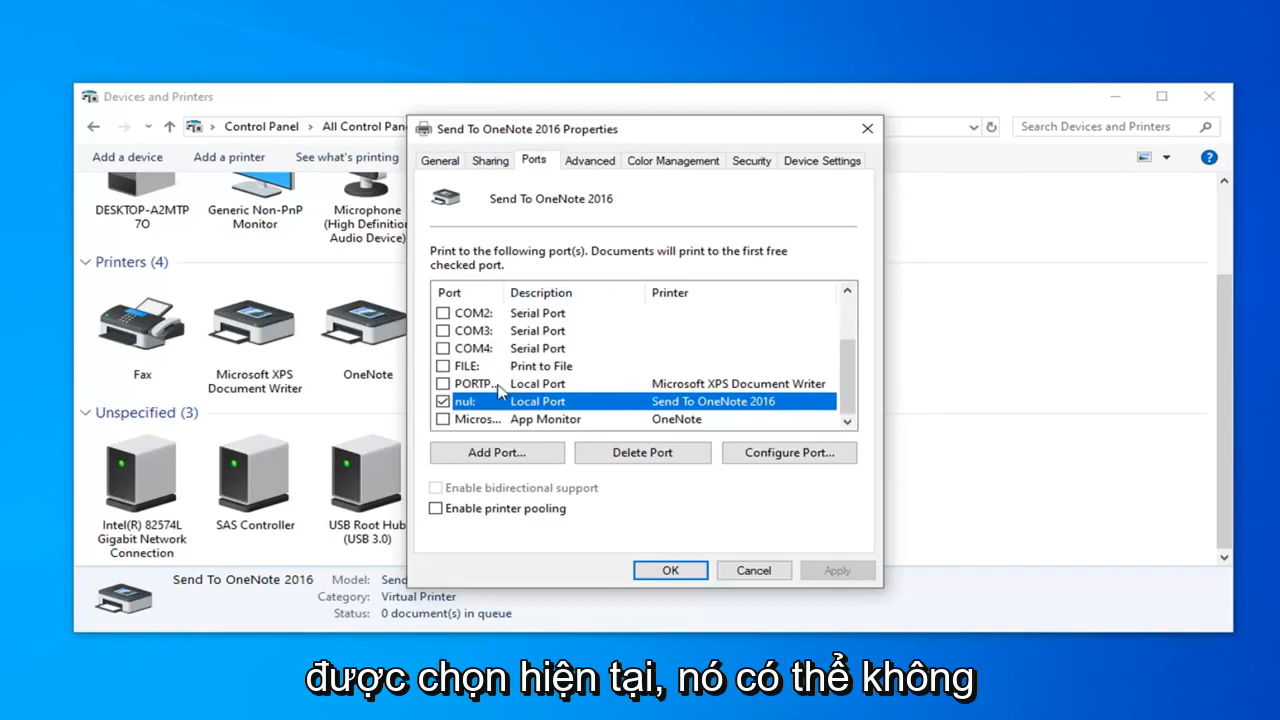 Devices and Printers
Control Panel
All Control Pan
Search Devices and Printers
Add a device
Add a printer
See what's printing
DESKTOP-A2MTP
7O
Generic Non-PnP
Monitor
Microphone
(High Definition
Audio Device)
Printers (4)
Fax
Microsoft XPS
Document Writer
OneNote
Unspecified (3)
Intel(R) 82574L
Gigabit Network
Connection
SAS Controller
USB Root Hub
(USB 3.0)
Send To OneNote 2016
Model: Send
Category: Virtual Printer
Status: 0 document(s) in queue
Send To OneNote 2016 Properties
General Sharing Ports Advanced Color Management Security Device Settings
Send To OneNote 2016
Print to the following port(s). Documents will print to the first free
checked port.
Port Description Printer
COM2: Serial Port
COM3: Serial Port
COM4: Serial Port
FILE: Print to File
PORTP... Local Port Microsoft XPS Document Writer
nul: Local Port Send To OneNote 2016
Micros... App Monitor OneNote
Add Port... Delete Port Configure Port...
Enable bidirectional support
Enable printer pooling
OK Cancel Apply
được chọn hiện tại, nó có thể không